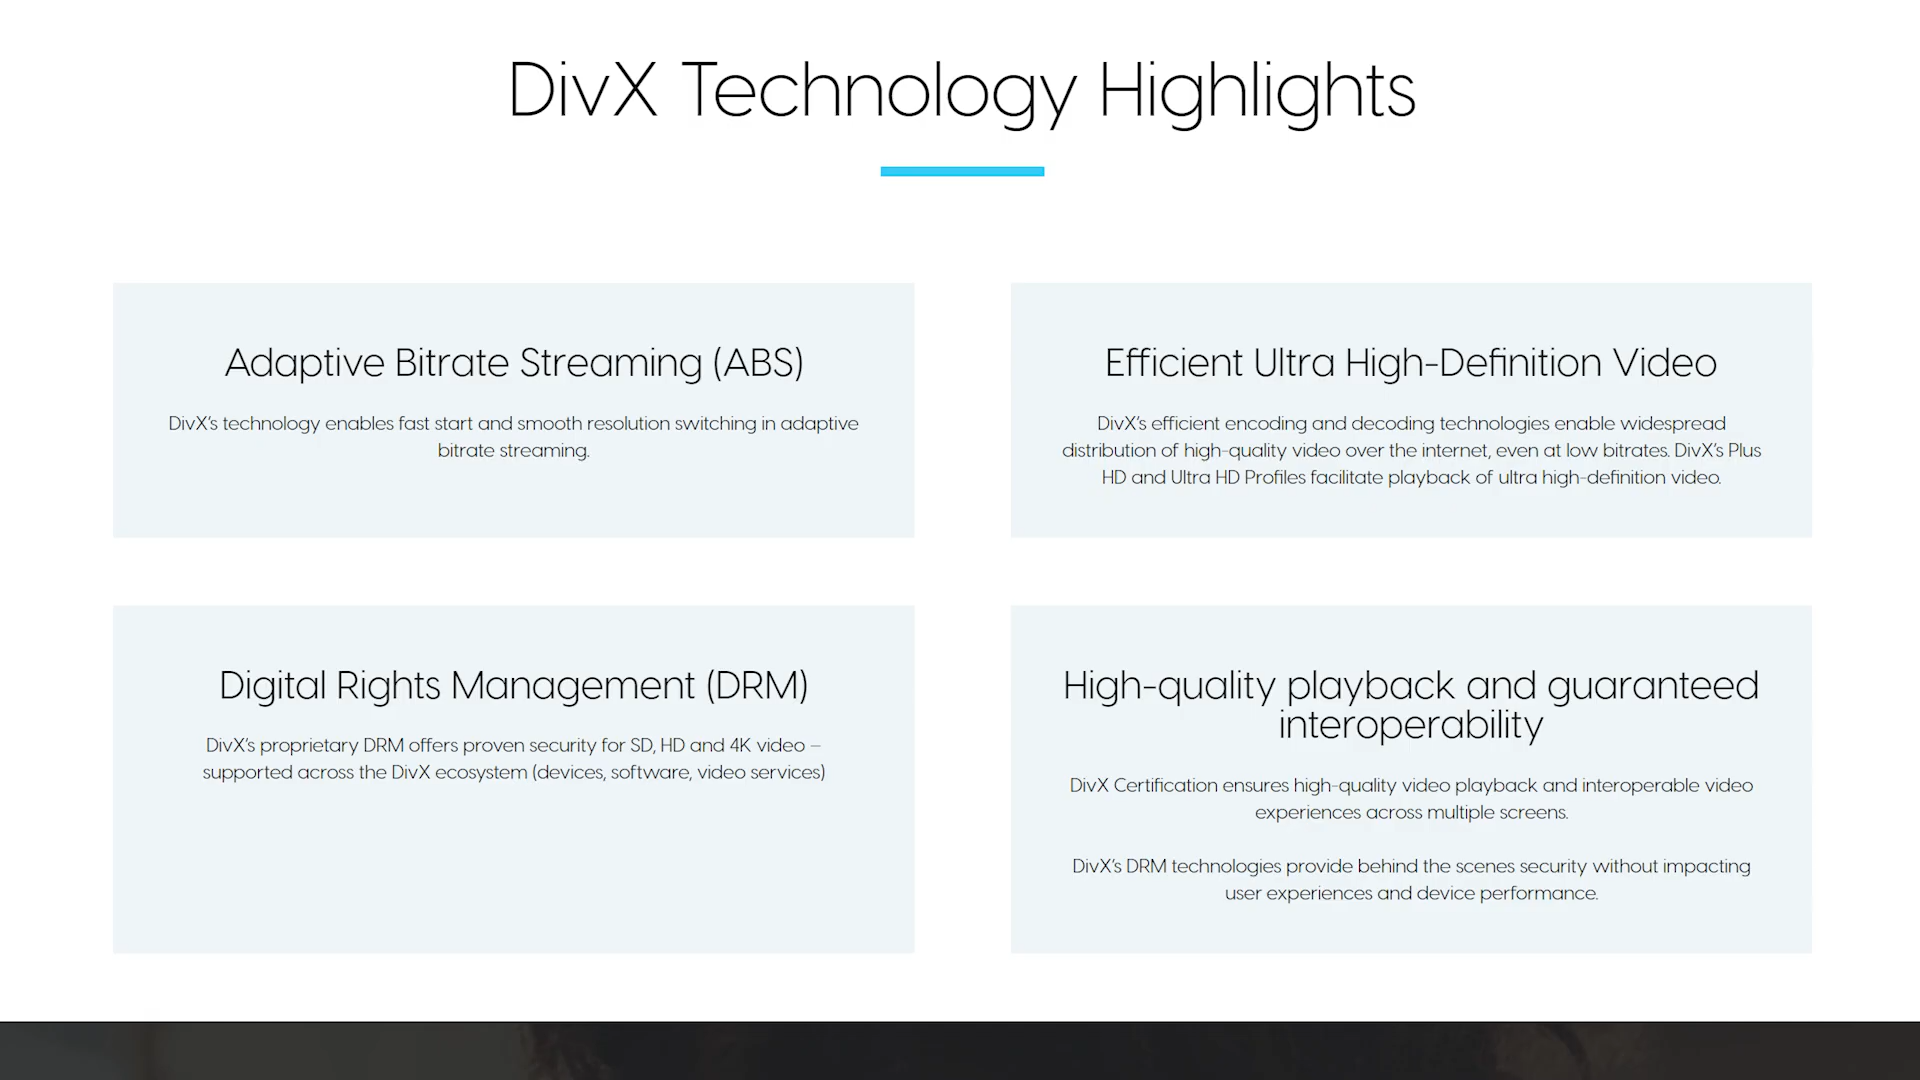 DivX Technology Highlights
Adaptive Bitrate Streaming (ABS)
DivX's technology enables fast start and smooth resolution switching in adaptive
bitrate streaming.
Efficient Ultra High-Definition Video
DivX's efficient encoding and decoding technologies enable widespread
distribution of high-quality video over the internet, even at low bitrates. DivX's Plus
HD and Ultra HD Profiles facilitate playback of ultra high-definition video.
Digital Rights Management (DRM)
DivX's proprietary DRM offers proven security for SD, HD and 4K video –
supported across the DivX ecosystem (devices, software, video services)
High-quality playback and guaranteed
interoperability
DivX Certification ensures high-quality video playback and interoperable video
experiences across multiple screens.
DivX's DRM technologies provide behind the scenes security without impacting
user experiences and device performance.